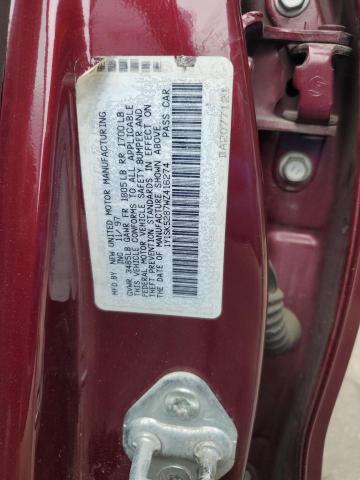 MFD BY NEW UNITED MOTOR MANUFACTURING
INC 11/97
GVWR 3485LB GAWR FR 1805LB RR 1700LB
THIS VEHICLE CONFORMS TO ALL APPLICABLE
FEDERAL MOTOR VEHICLE SAFETY BUMPER AND
THEFT PREVENTION STANDARDS IN EFFECT ON
DATE OF MANUFACTURE SHOWN ABOVE.
1Y1SK5287WZ416274 PASS CAR